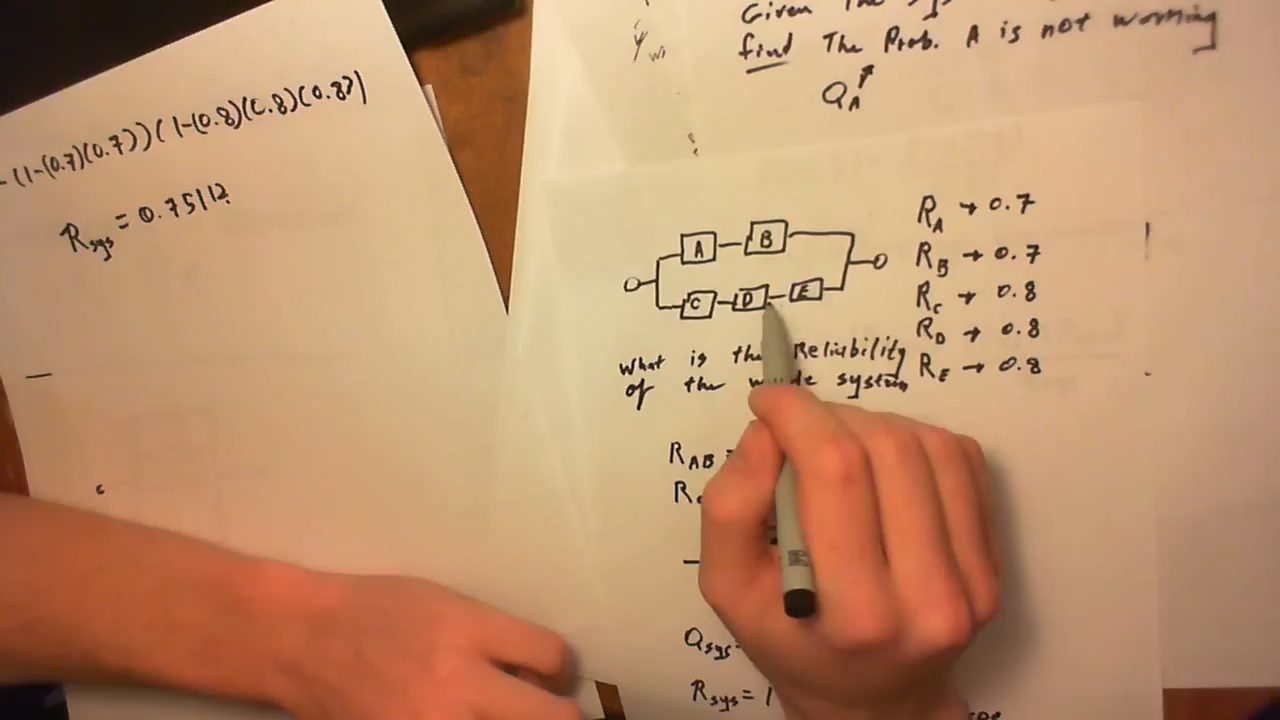 -(1-(0.7)(0.7))(1-(0.8)(0.8)(0.8))
Rsys = 0.75112
Given The
find The Prob. A is not working
QA
A
B
C
D
E
RA → 0.7
RB → 0.7
RC → 0.8
RD → 0.8
RE → 0.8
What is the Reliability
of the whole system
RAB =
R
Qsys =
Rsys = 1